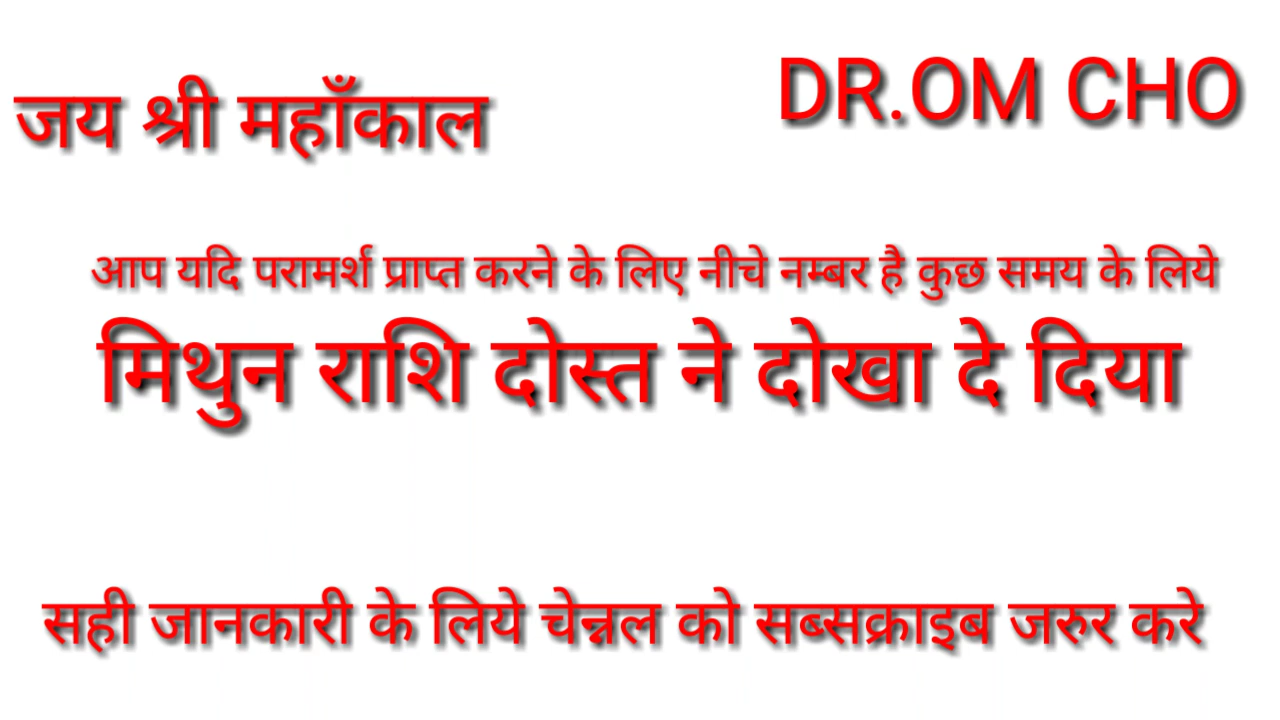 जय श्री महाँकाल
DR.OM CHO
आप यदि परामर्श प्राप्त करने के लिए नीचे नम्बर है कुछ समय के लिये
मिथुन राशि दोस्त ने दोखा दे दिया
सही जानकारी के लिये चेन्नल को सब्सक्राइब जरुर करे